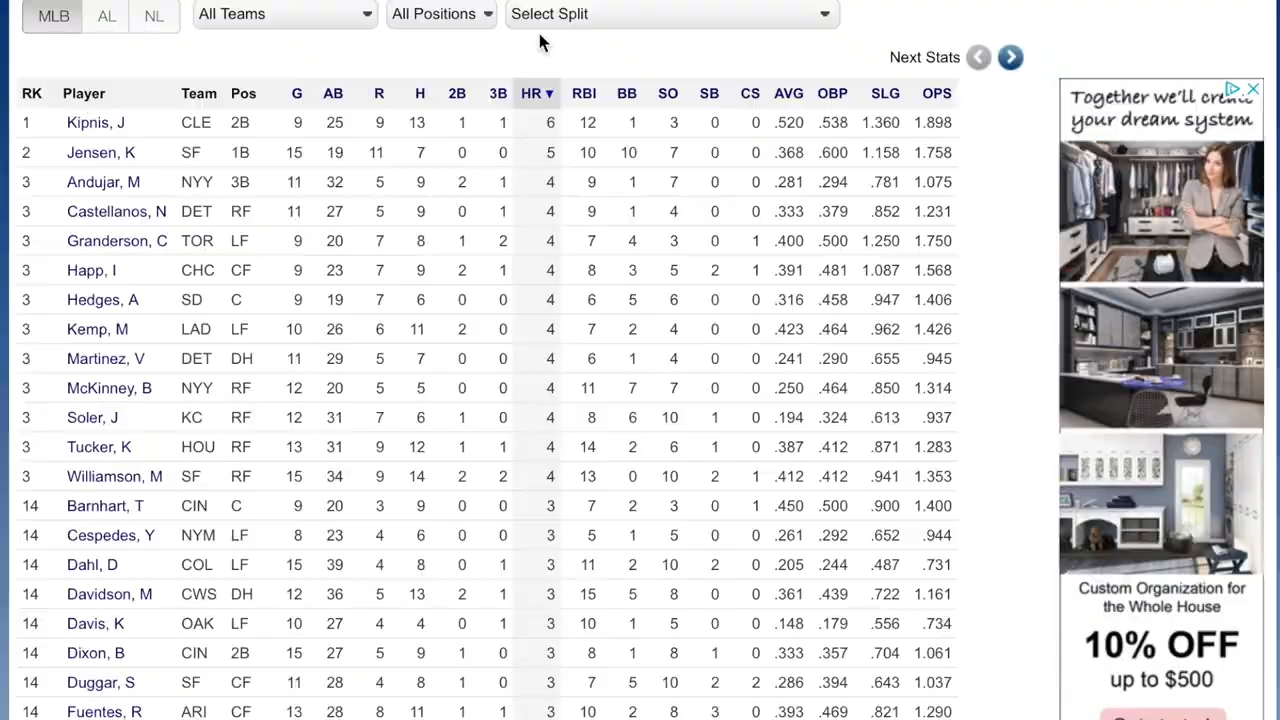 MLB AL NL All Teams All Positions Select Split
Next Stats
RK Player Team Pos G AB R H 2B 3B HR▼ RBI BB SO SB CS AVG OBP SLG OPS
1 Kipnis, J CLE 2B 9 25 9 13 1 1 6 12 1 3 0 0 .520 .538 1.360 1.898
2 Jensen, K SF 1B 15 19 11 7 0 0 5 10 10 7 0 0 .368 .600 1.158 1.758
3 Andujar, M NYY 3B 11 32 5 9 2 1 4 9 1 7 0 0 .281 .294 .781 1.075
3 Castellanos, N DET RF 11 27 5 9 0 1 4 9 1 4 0 0 .333 .379 .852 1.231
3 Granderson, C TOR LF 9 20 7 8 1 2 4 7 4 3 0 1 .400 .500 1.250 1.750
3 Happ, I CHC CF 9 23 7 9 2 1 4 8 3 5 2 1 .391 .481 1.087 1.568
3 Hedges, A SD C 9 19 7 6 0 0 4 6 5 6 0 0 .316 .458 .947 1.406
3 Kemp, M LAD LF 10 26 6 11 2 0 4 7 2 4 0 0 .423 .464 .962 1.426
3 Martinez, V DET DH 11 29 5 7 0 0 4 6 1 4 0 0 .241 .290 .655 .945
3 McKinney, B NYY RF 12 20 5 5 0 0 4 11 7 7 0 0 .250 .464 .850 1.314
3 Soler, J KC RF 12 31 7 6 1 0 4 8 6 10 1 0 .194 .324 .613 .937
3 Tucker, K HOU RF 13 31 9 12 1 1 4 14 2 6 1 0 .387 .412 .871 1.283
3 Williamson, M SF RF 15 34 9 14 2 2 4 13 0 10 2 1 .412 .412 .941 1.353
14 Barnhart, T CIN C 9 20 3 9 0 0 3 7 2 3 0 1 .450 .500 .900 1.400
14 Cespedes, Y NYM LF 8 23 4 6 0 0 3 5 1 5 0 0 .261 .292 .652 .944
14 Dahl, D COL LF 15 39 4 8 0 1 3 11 2 10 2 0 .205 .244 .487 .731
14 Davidson, M CWS DH 12 36 5 13 2 1 3 15 5 8 0 0 .361 .439 .722 1.161
14 Davis, K OAK LF 10 27 4 4 0 1 3 10 1 5 0 0 .148 .179 .556 .734
14 Dixon, B CIN 2B 15 27 5 9 1 0 3 8 1 8 1 0 .333 .357 .704 1.061
14 Duggar, S SF CF 11 28 4 8 1 0 3 7 5 10 2 2 .286 .394 .643 1.037
14 Fuentes, R ARI CF 13 28 8 11 1 1 3 10 2 8 3 0 .393 .469 .821 1.290
Together we'll create
your dream system
Custom Organization for
the Whole House
10% OFF
up to $500